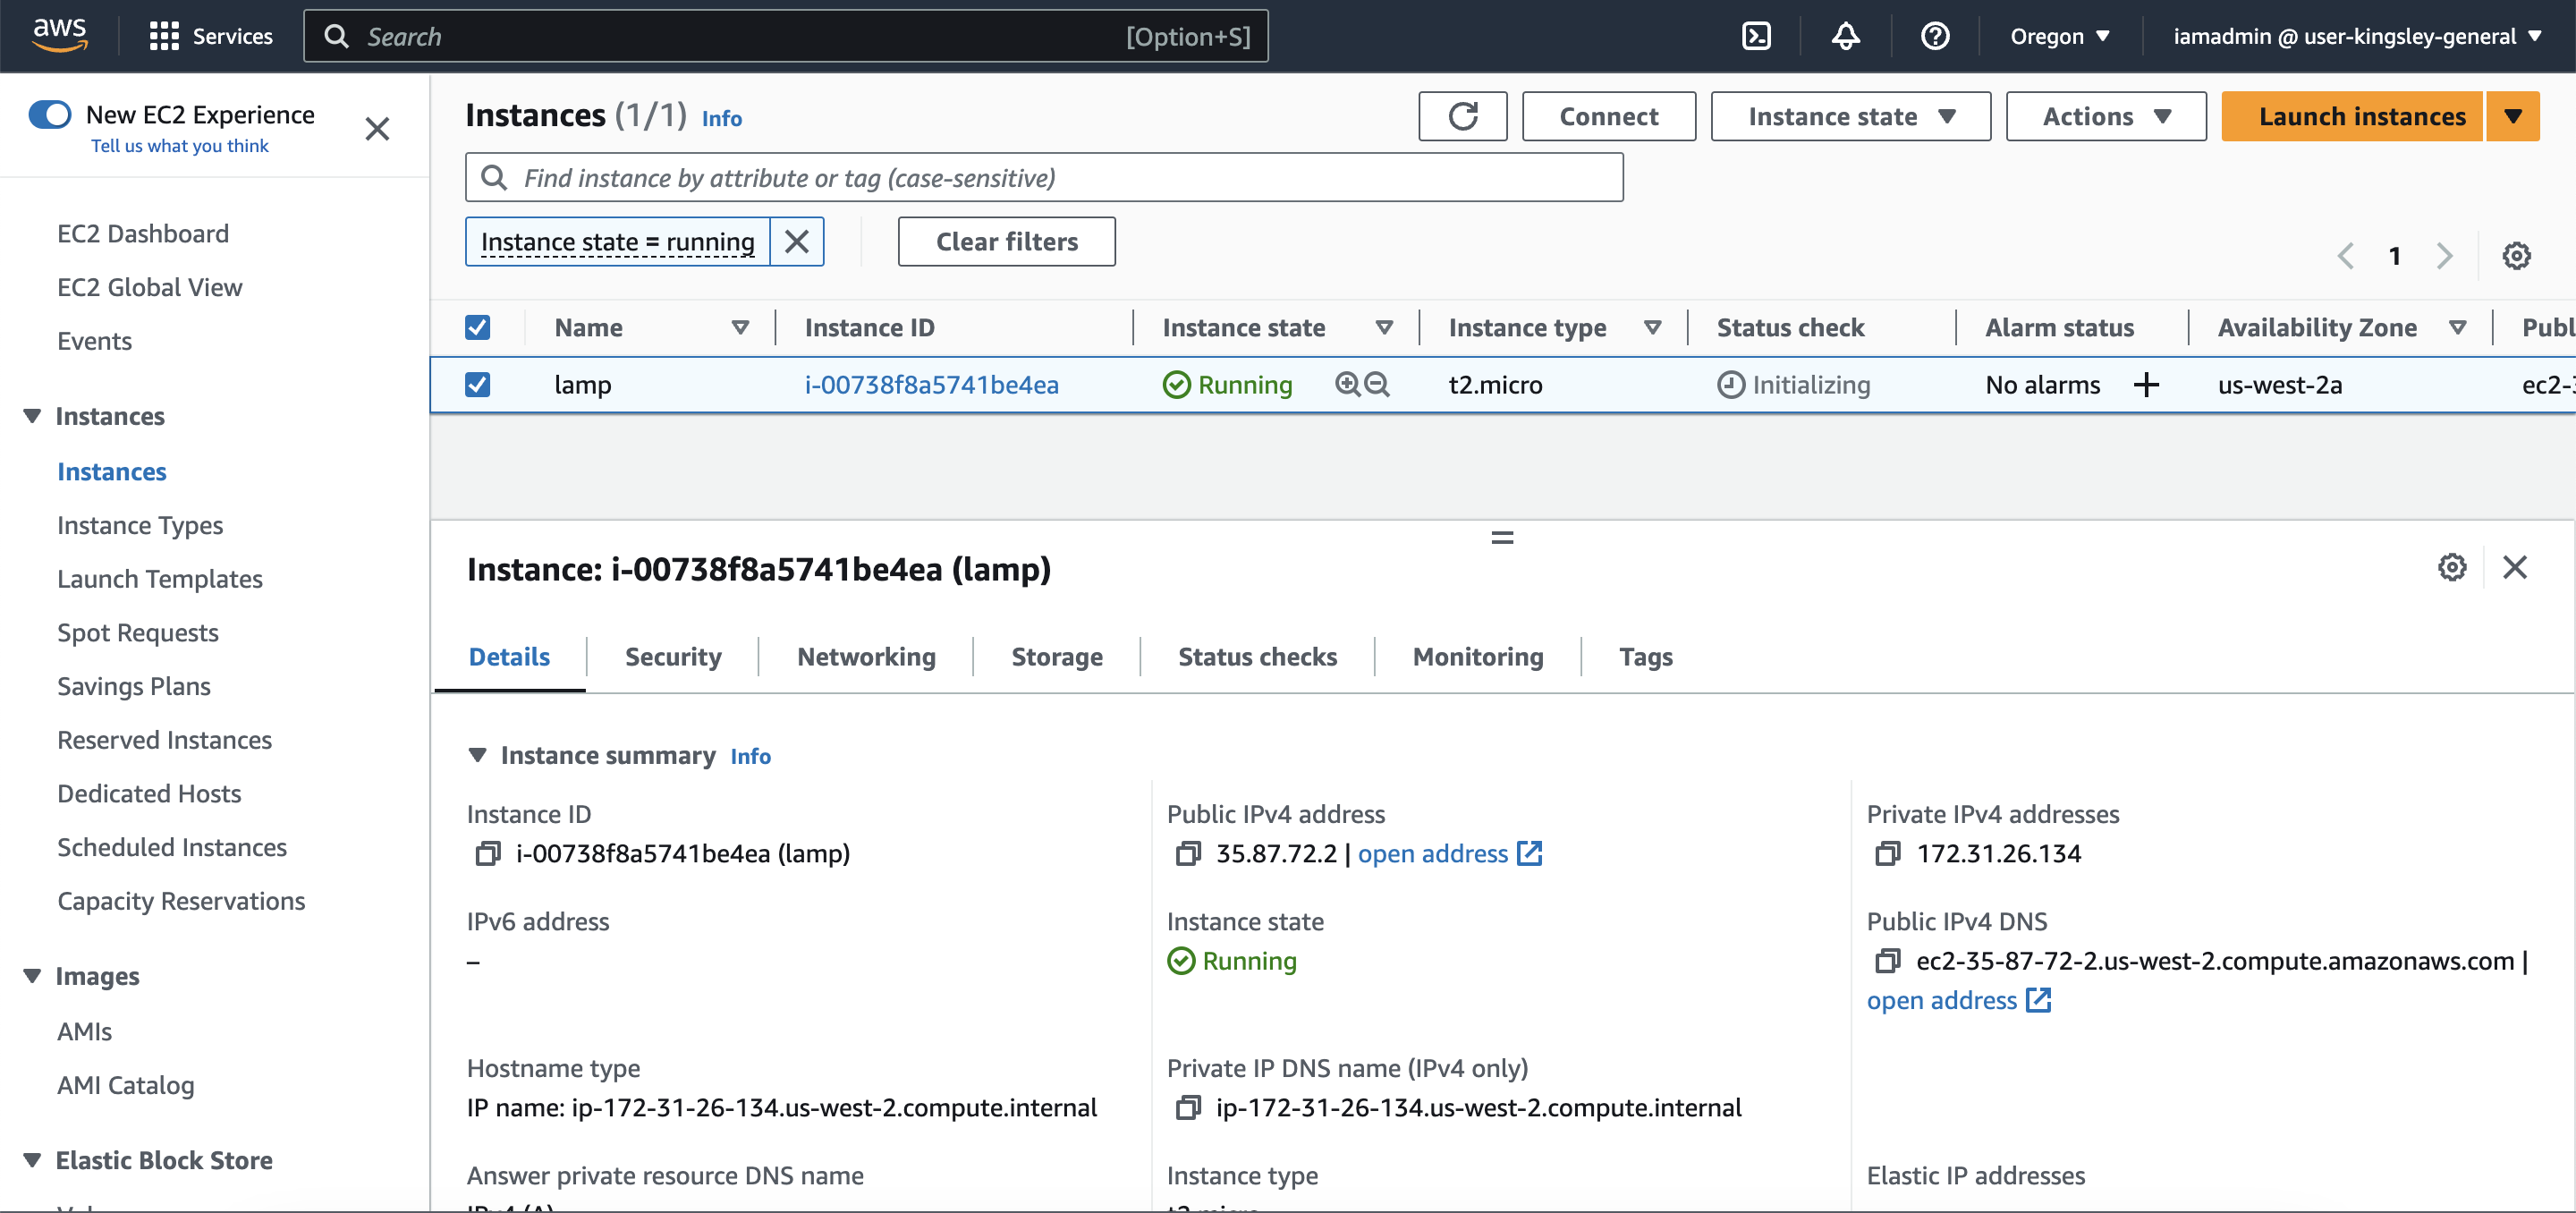 aws
Services
Search
[Option+S]
Oregon
iamadmin @ user-kingsley-general
New EC2 Experience
Tell us what you think
EC2 Dashboard
EC2 Global View
Events
Instances
Instances
Instance Types
Launch Templates
Spot Requests
Savings Plans
Reserved Instances
Dedicated Hosts
Scheduled Instances
Capacity Reservations
Images
AMIs
AMI Catalog
Elastic Block Store
Instances (1/1) Info
Connect
Instance state
Actions
Launch instances
Find instance by attribute or tag (case-sensitive)
Instance state = running
Clear filters
1
Name
Instance ID
Instance state
Instance type
Status check
Alarm status
Availability Zone
lamp
i-00738f8a5741be4ea
Running
t2.micro
Initializing
No alarms
us-west-2a
Instance: i-00738f8a5741be4ea (lamp)
Details
Security
Networking
Storage
Status checks
Monitoring
Tags
Instance summary Info
Instance ID
i-00738f8a5741be4ea (lamp)
Public IPv4 address
35.87.72.2 | open address
Private IPv4 addresses
172.31.26.134
IPv6 address
–
Instance state
Running
Public IPv4 DNS
ec2-35-87-72-2.us-west-2.compute.amazonaws.com |
open address
Hostname type
IP name: ip-172-31-26-134.us-west-2.compute.internal
Private IP DNS name (IPv4 only)
ip-172-31-26-134.us-west-2.compute.internal
Answer private resource DNS name
Instance type
Elastic IP addresses